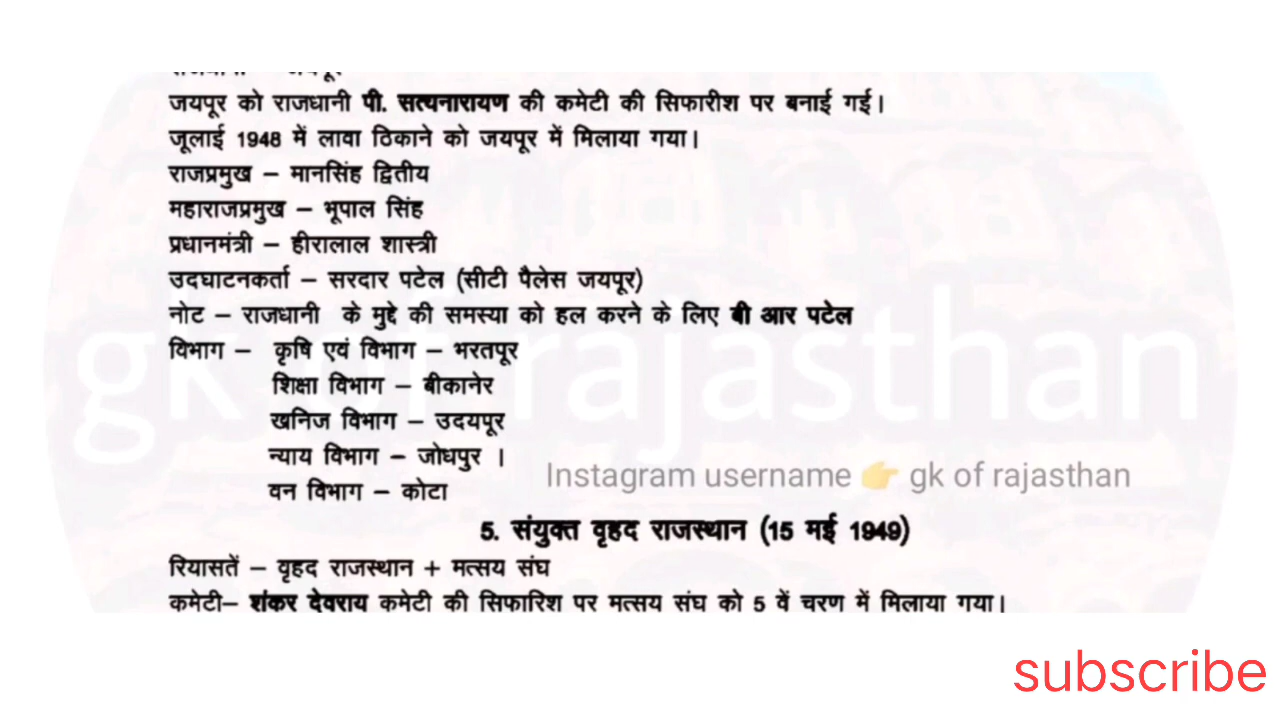 जयपूर को राजधानी पी. सत्यनारायण की कमेटी की सिफारीश पर बनाई गई।
जूलाई 1948 में लावा ठिकाने को जयपूर में मिलाया गया।
राजप्रमुख – मानसिंह द्वितीय
महाराजप्रमुख – भूपाल सिंह
प्रधानमंत्री – हीरालाल शास्त्री
उदघाटनकर्ता – सरदार पटेल (सीटी पैलेस जयपूर)
नोट – राजधानी के मुद्दे की समस्या को हल करने के लिए बी आर पटेल
विभाग – कृषि एवं विभाग – भरतपूर
शिक्षा विभाग – बीकानेर
खनिज विभाग – उदयपूर
न्याय विभाग – जोधपुर ।
वन विभाग – कोटा
gk of rajasthan
Instagram username 👉 gk of rajasthan
5. संयुक्त वृहद राजस्थान (15 मई 1949)
रियासतें – वृहद राजस्थान + मत्सय संघ
कमेटी– शंकर देवराय कमेटी की सिफारिश पर मत्सय संघ को 5 वें चरण में मिलाया गया।
subscribe